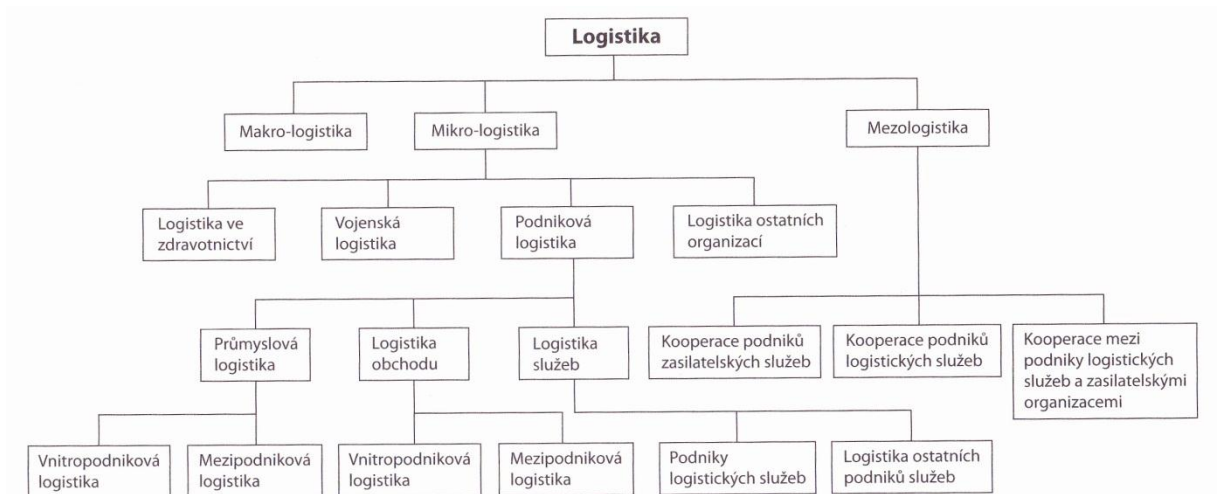 Logistika
Makro-logistika
Mikro-logistika
Mezologistika
Logistika ve
zdravotnictví
Vojenská
logistika
Podniková
logistika
Logistika ostatních
organizací
Průmyslová
logistika
Logistika
obchodu
Logistika
služeb
Kooperace podniků
zasilatelských služeb
Kooperace podniků
logistických služeb
Kooperace mezi
podniky logistických
služeb a zasilatelskými
organizacemi
Vnitropodniková
logistika
Mezipodniková
logistika
Vnitropodniková
logistika
Mezipodniková
logistika
Podniky
logistických služeb
Logistika ostatních
podniků služeb